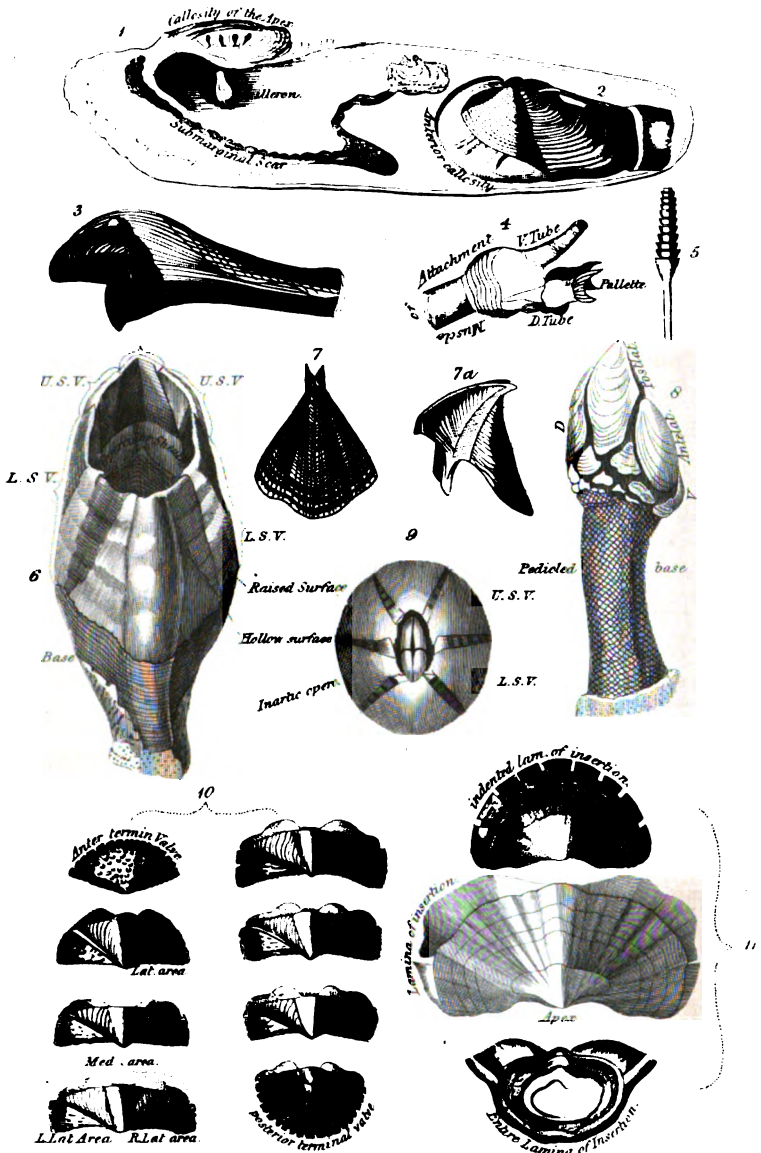 1
Callosity of the Apex
Submarginal Scar
Anterior callosity
2
3
4
Attachment
V. Tube
Pallette
D. Tube
Muscle
5
6
U.S.V.
U.S.V
L.S V.
L.S.V.
Raised Surface
Hollow surface
Base
7
7a
8
D
V
Pedicled
base
9
U.S.V.
L.S.V.
Inartic operc
10
Anter termin Valve
Lat. area
Med. area.
L.Lat Area
R.Lat area.
posterior terminal valve
11
indented lam. of insertion.
Lamina of insertion.
Apex
Entire Lamina of Insertion.